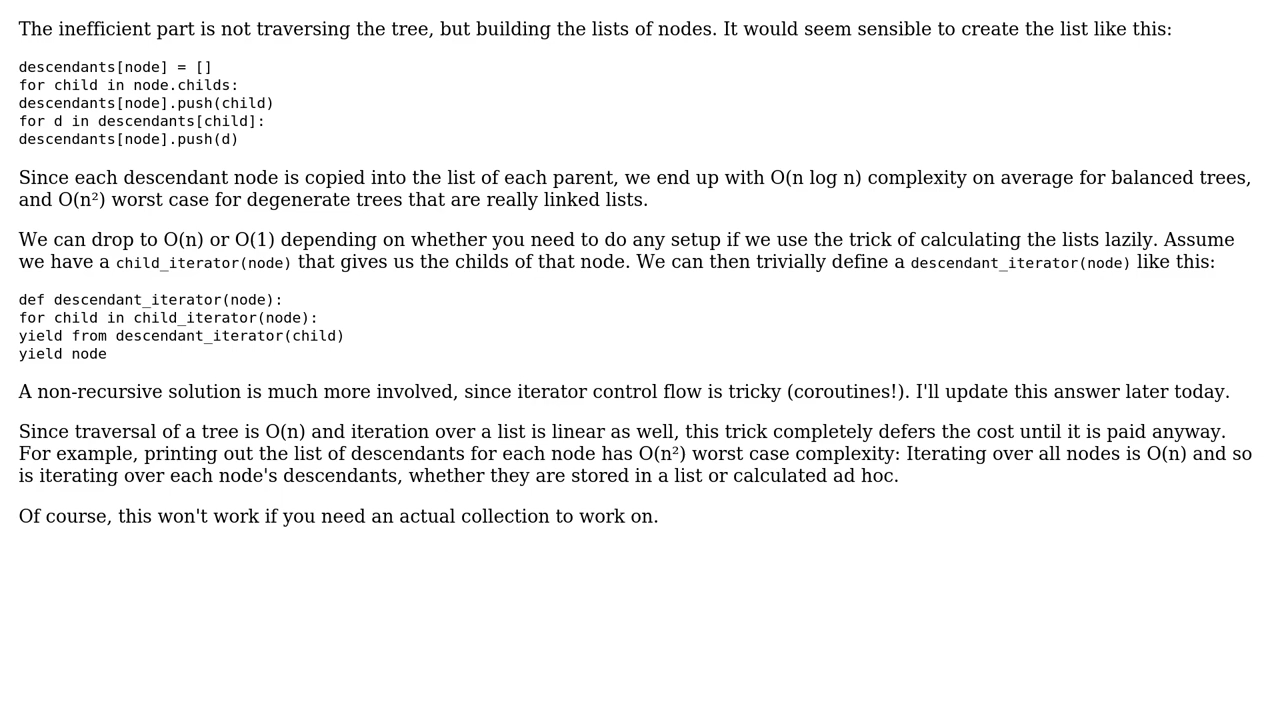 The inefficient part is not traversing the tree, but building the lists of nodes. It would seem sensible to create the list like this:
descendants[node] = []
for child in node.childs:
descendants[node].push(child)
for d in descendants[child]:
descendants[node].push(d)
Since each descendant node is copied into the list of each parent, we end up with O(n log n) complexity on average for balanced trees,
and O(n²) worst case for degenerate trees that are really linked lists.
We can drop to O(n) or O(1) depending on whether you need to do any setup if we use the trick of calculating the lists lazily. Assume
we have a child_iterator(node) that gives us the childs of that node. We can then trivially define a descendant_iterator(node) like this:
def descendant_iterator(node):
for child in child_iterator(node):
yield from descendant_iterator(child)
yield node
A non-recursive solution is much more involved, since iterator control flow is tricky (coroutines!). I'll update this answer later today.
Since traversal of a tree is O(n) and iteration over a list is linear as well, this trick completely defers the cost until it is paid anyway.
For example, printing out the list of descendants for each node has O(n²) worst case complexity: Iterating over all nodes is O(n) and so
is iterating over each node's descendants, whether they are stored in a list or calculated ad hoc.
Of course, this won't work if you need an actual collection to work on.